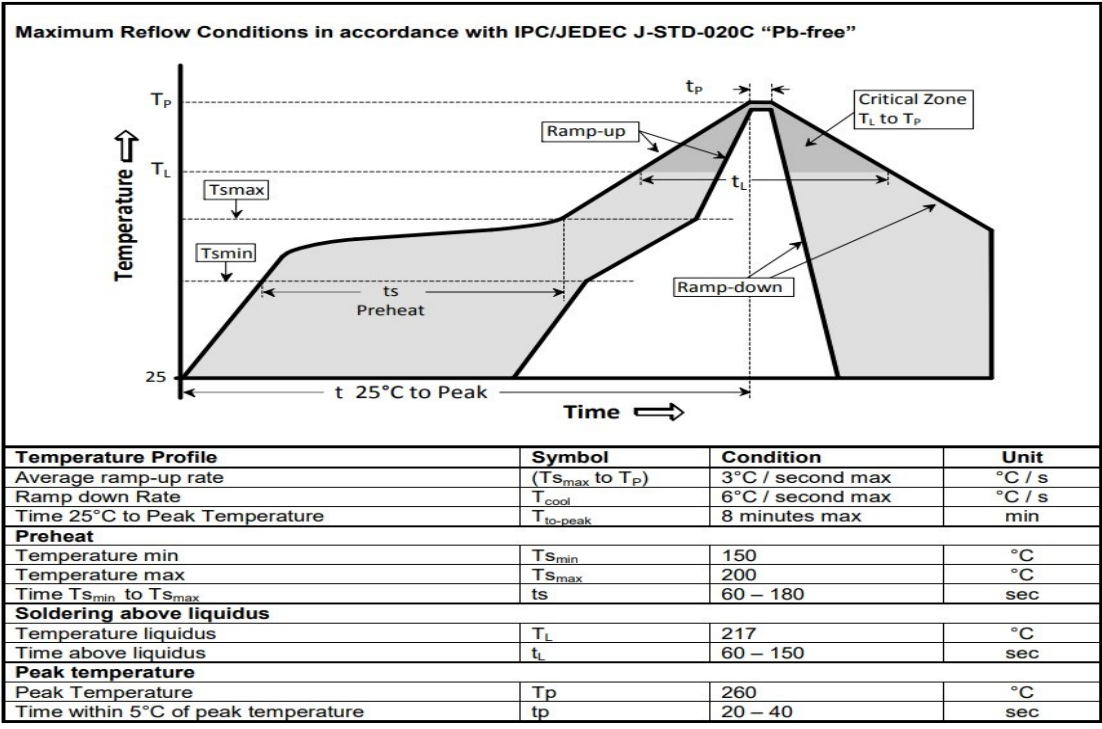 Maximum Reflow Conditions in accordance with IPC/JEDEC J-STD-020C “Pb-free”
tP
TP
Critical Zone
TL to TP
Ramp-up
TL
tL
Tsmax
Tsmin
Temperature
ts
Preheat
Ramp-down
25
t 25°C to Peak
Time
Temperature Profile Symbol Condition Unit
Average ramp-up rate (Tsmax to TP) 3°C / second max °C / s
Ramp down Rate Tcool 6°C / second max °C / s
Time 25°C to Peak Temperature Tto-peak 8 minutes max min
Preheat
Temperature min Tsmin 150 °C
Temperature max Tsmax 200 °C
Time Tsmin to Tsmax ts 60 – 180 sec
Soldering above liquidus
Temperature liquidus TL 217 °C
Time above liquidus tL 60 – 150 sec
Peak temperature
Peak Temperature Tp 260 °C
Time within 5°C of peak temperature tp 20 – 40 sec